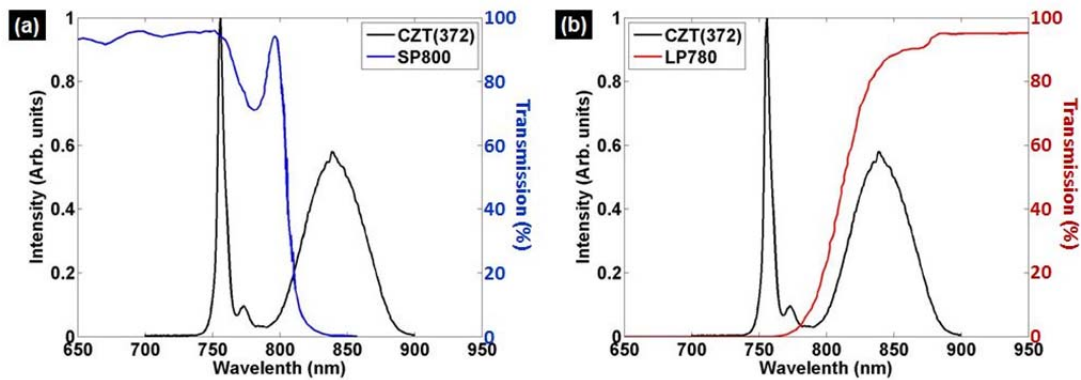 (a)
CZT(372)
SP800
Intensity (Arb. units)
1
0.8
0.6
0.4
0.2
0
100
80
60
40
20
0
Transmission (%)
650 700 750 800 850 900 950
Wavelenth (nm)
(b)
CZT(372)
LP780
Intensity (Arb. units)
1
0.8
0.6
0.4
0.2
0
100
80
60
40
20
0
Transmission (%)
650 700 750 800 850 900 950
Wavelenth (nm)